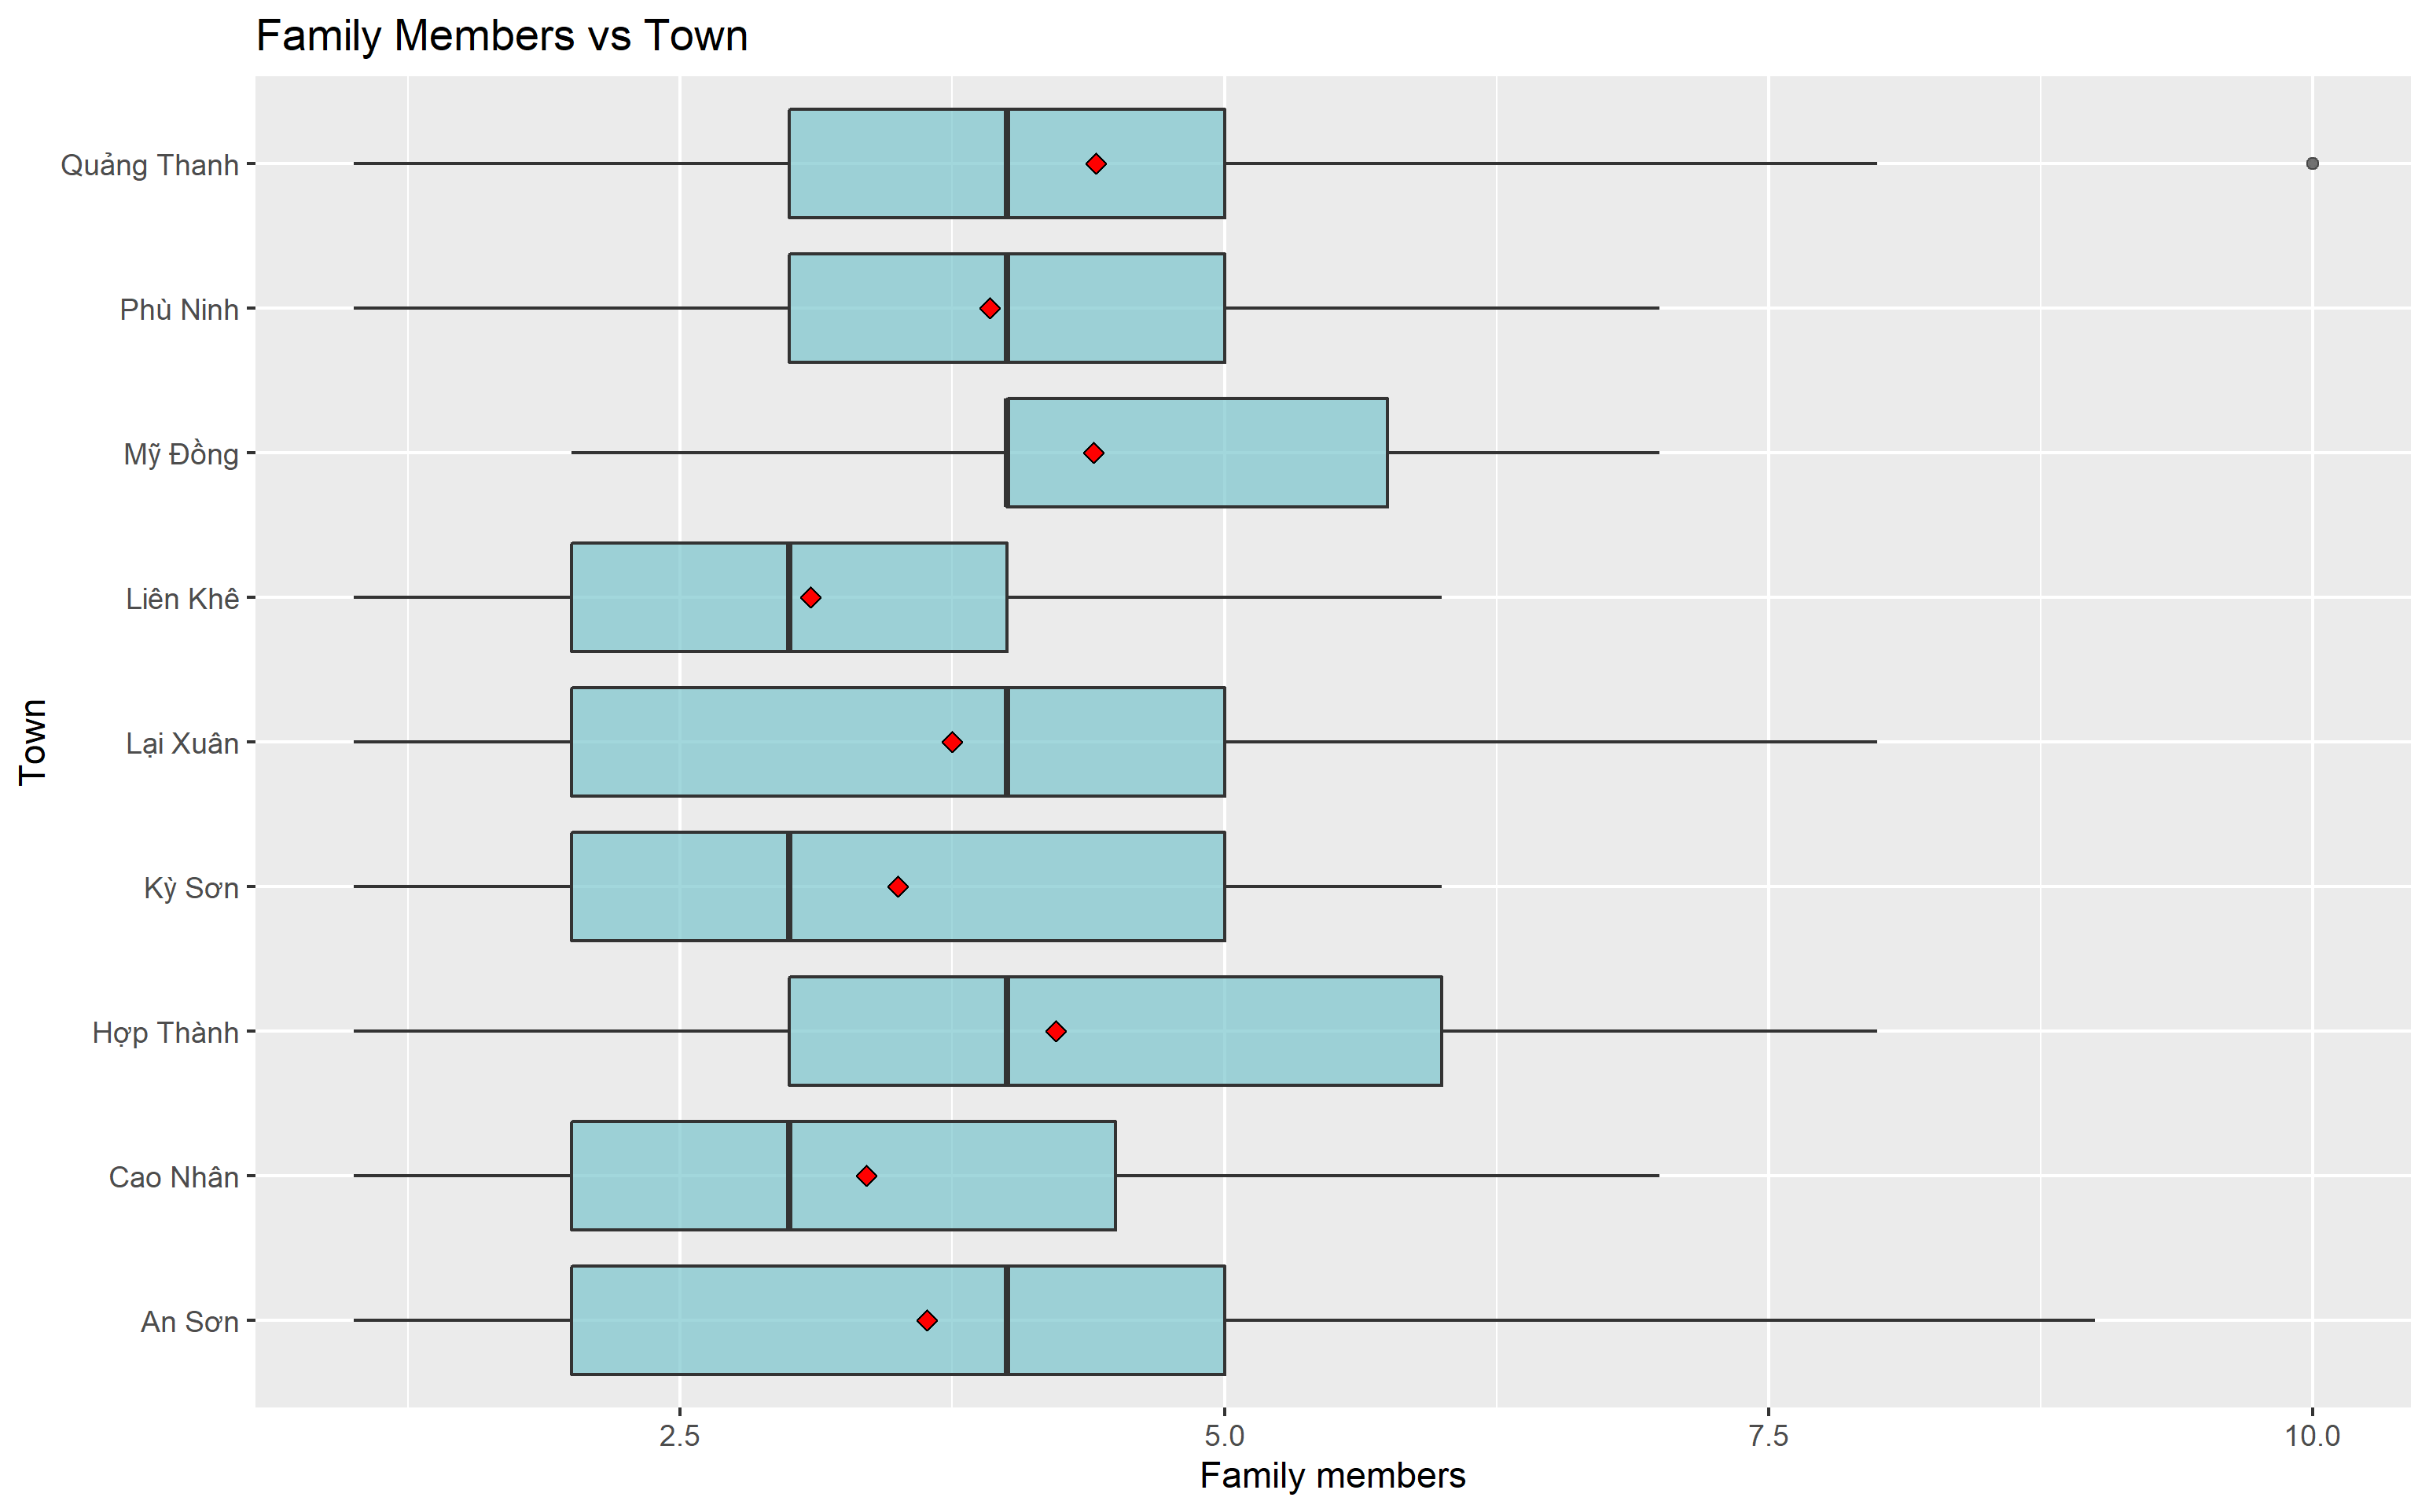 Family Members vs Town
Quảng Thanh
Phù Ninh
Mỹ Đồng
Liên Khê
Lại Xuân
Kỳ Sơn
Hợp Thành
Cao Nhân
An Sơn
Town
2.5 5.0 7.5 10.0
Family members